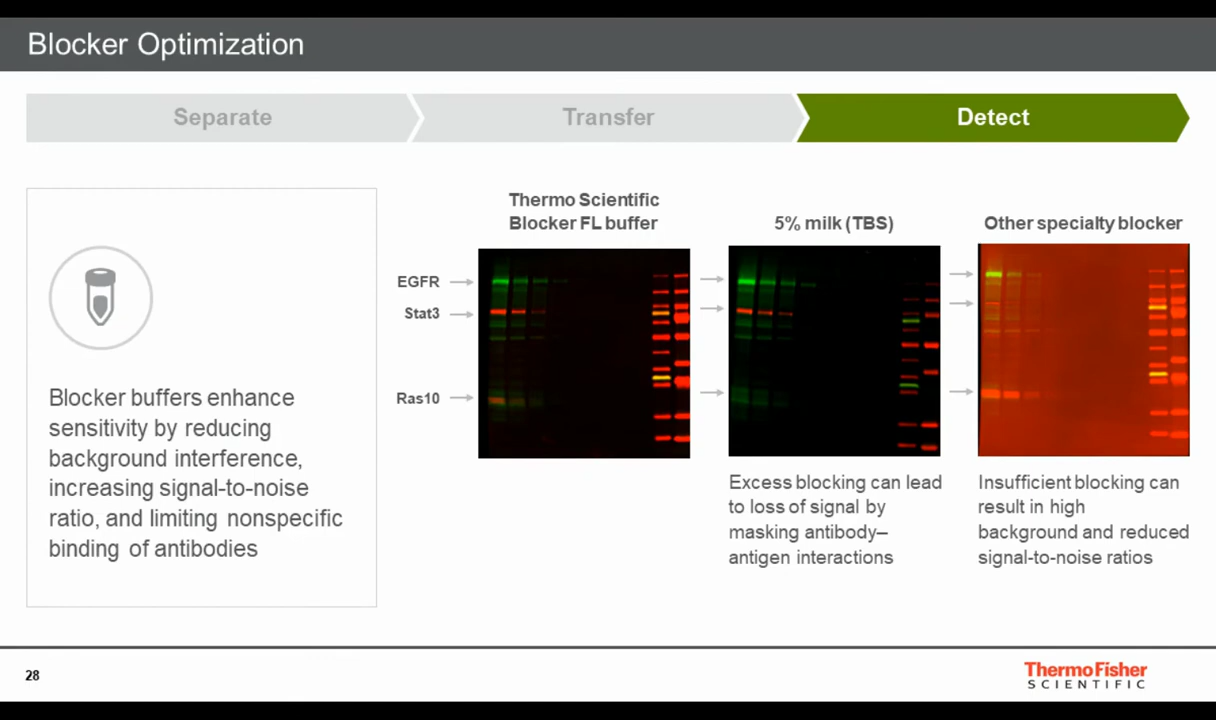 Blocker Optimization
Separate
Transfer
Detect
Blocker buffers enhance
sensitivity by reducing
background interference,
increasing signal-to-noise
ratio, and limiting nonspecific
binding of antibodies
Thermo Scientific
Blocker FL buffer
EGFR
Stat3
Ras10
5% milk (TBS)
Excess blocking can lead
to loss of signal by
masking antibody–
antigen interactions
Other specialty blocker
Insufficient blocking can
result in high
background and reduced
signal-to-noise ratios
28
ThermoFisher
SCIENTIFIC